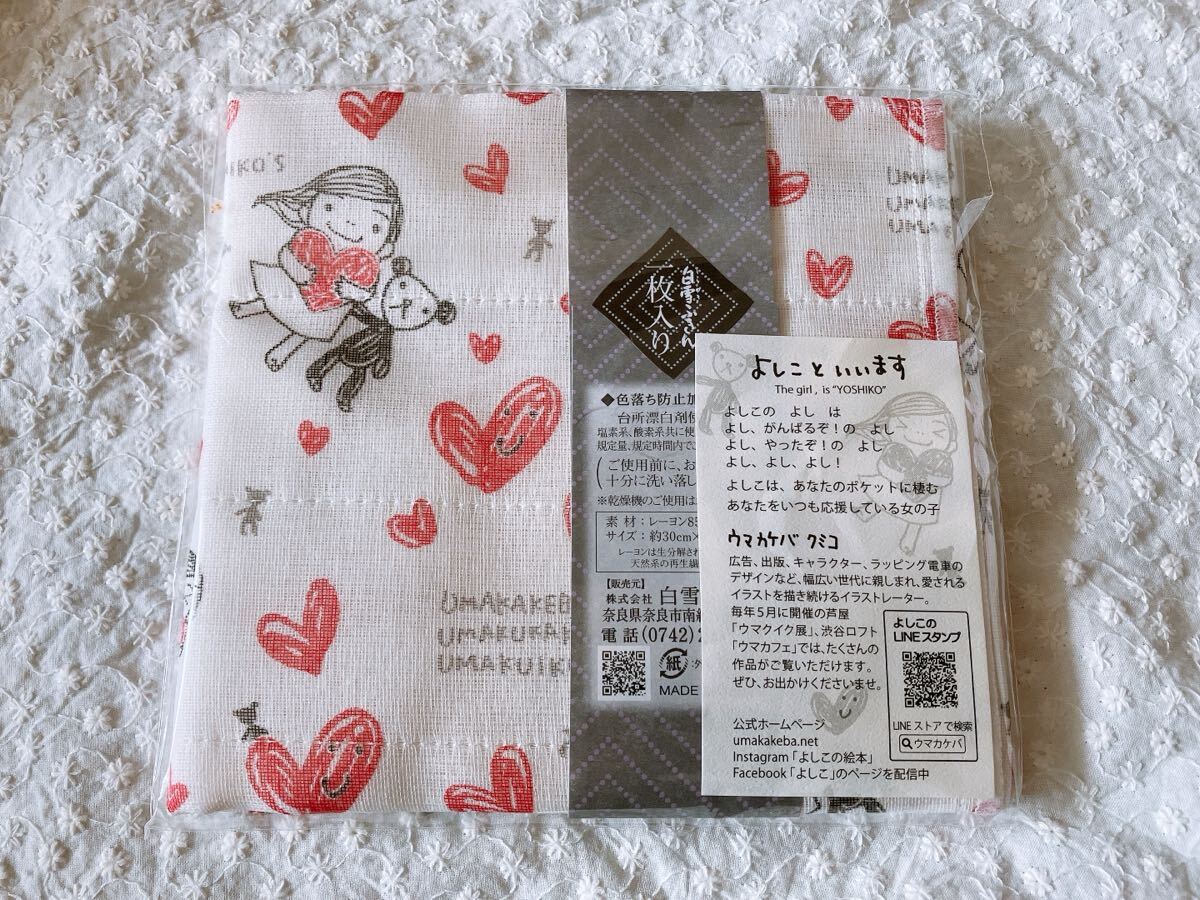 IKO'S
UMAKAKEB
UMAKUKAK
UMAKUIK
UMAK
UMAK
UMAK
白雪ふきん
二枚入り
◆色落ち防止加
台所漂白剤使
塩素系、酸素系共に使
規定量、規定時間内でご
ご使用前に、お
十分に洗い落し
※乾燥機のご使用は
素 材：レーヨン85
サイズ：約30cm×
レーヨンは生分解され
天然系の再生繊
【販売元】
株式会社 白雪
奈良県奈良市南紀
電 話 (0742)2
紙
MADE
よしこ と いいます
The girl , is “YOSHIKO”
よしこの よし は
よし、がんばるぞ！の よし
よし、やったぞ！の よし
よし、よし、よし！
よしこは、あなたのポケットに棲む
あなたをいつも応援している女の子
ウマカケバ クミコ
広告、出版、キャラクター、ラッピング電車の
デザインなど、幅広い世代に親しまれ、愛される
イラストを描き続けるイラストレーター。
毎年5月に開催の芦屋
「ウマクイク展」、渋谷ロフト
「ウマカフェ」では、たくさんの
作品がご覧いただけます。
ぜひ、お出かけくださいませ。
よしこの
LINEスタンプ
LINE ストア で検索
ウマカケバ
公式ホームページ
umakakeba.net
Instagram「よしこの絵本」
Facebook「よしこ」のページを配信中